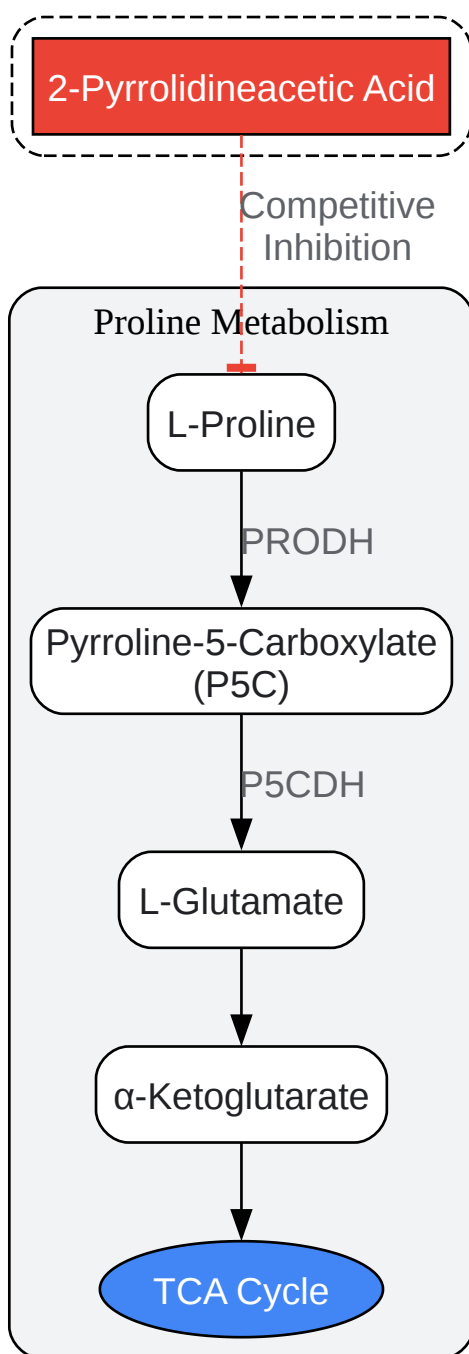 2-Pyrrolidineacetic Acid
Competitive
Inhibition
Proline Metabolism
L-Proline
PRODH
Pyrroline-5-Carboxylate
(P5C)
P5CDH
L-Glutamate
α-Ketoglutarate
TCA Cycle